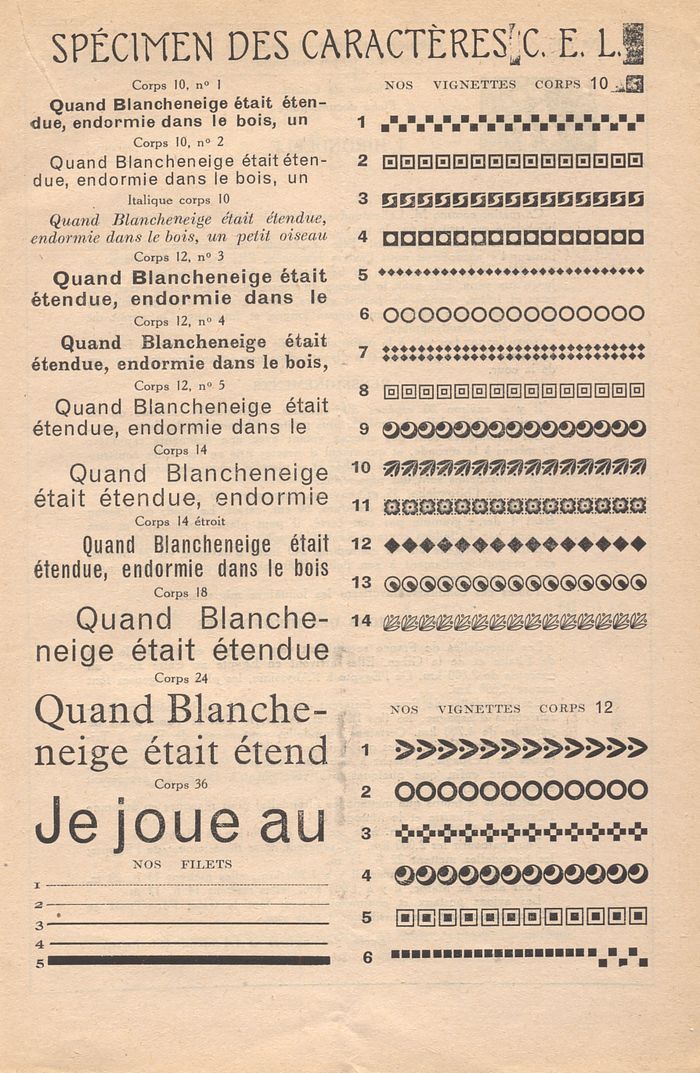 SPÉCIMEN DES CARACTÈRES C. E. L.
Corps 10, nº 1
Quand Blancheneige était éten-
due, endormie dans le bois, un
Corps 10, nº 2
Quand Blancheneige était éten-
due, endormie dans le bois, un
Italique corps 10
Quand Blancheneige était étendue,
endormie dans le bois, un petit oiseau
Corps 12, nº 3
Quand Blancheneige était
étendue, endormie dans le
Corps 12, nº 4
Quand Blancheneige était
étendue, endormie dans le bois,
Corps 12, nº 5
Quand Blancheneige était
étendue, endormie dans le
Corps 14
Quand Blancheneige
était étendue, endormie
Corps 14 étroit
Quand Blancheneige était
étendue, endormie dans le bois
Corps 18
Quand Blanche-
neige était étendue
Corps 24
Quand Blanche-
neige était étend
Corps 36
Je joue au
NOS FILETS
1
2
3
4
5
NOS VIGNETTES CORPS 10
1
2
3
4
5
6
7
8
9
10
11
12
13
14
NOS VIGNETTES CORPS 12
1
2
3
4
5
6